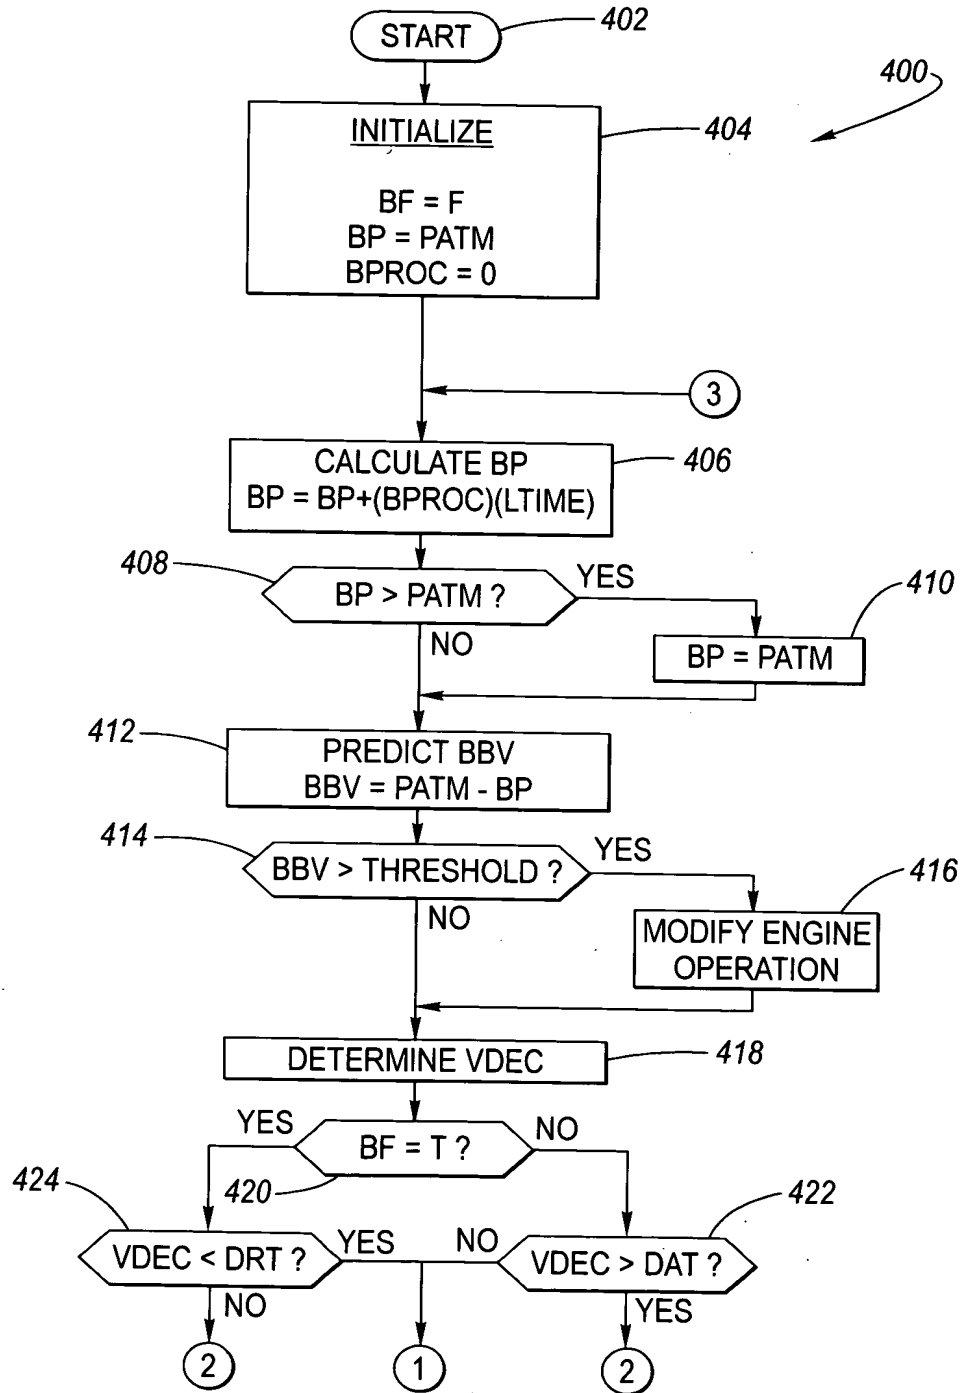 START
402
400
INITIALIZE
404
BF = F
BP = PATM
BPROC = 0
3
CALCULATE BP
BP = BP+(BPROC)(LTIME)
406
408
BP > PATM ?
YES
NO
410
BP = PATM
412
PREDICT BBV
BBV = PATM - BP
414
BBV > THRESHOLD ?
YES
NO
416
MODIFY ENGINE
OPERATION
DETERMINE VDEC
418
YES
BF = T ?
NO
420
424
422
VDEC < DRT ?
YES
NO
VDEC > DAT ?
NO
YES
2
1
2